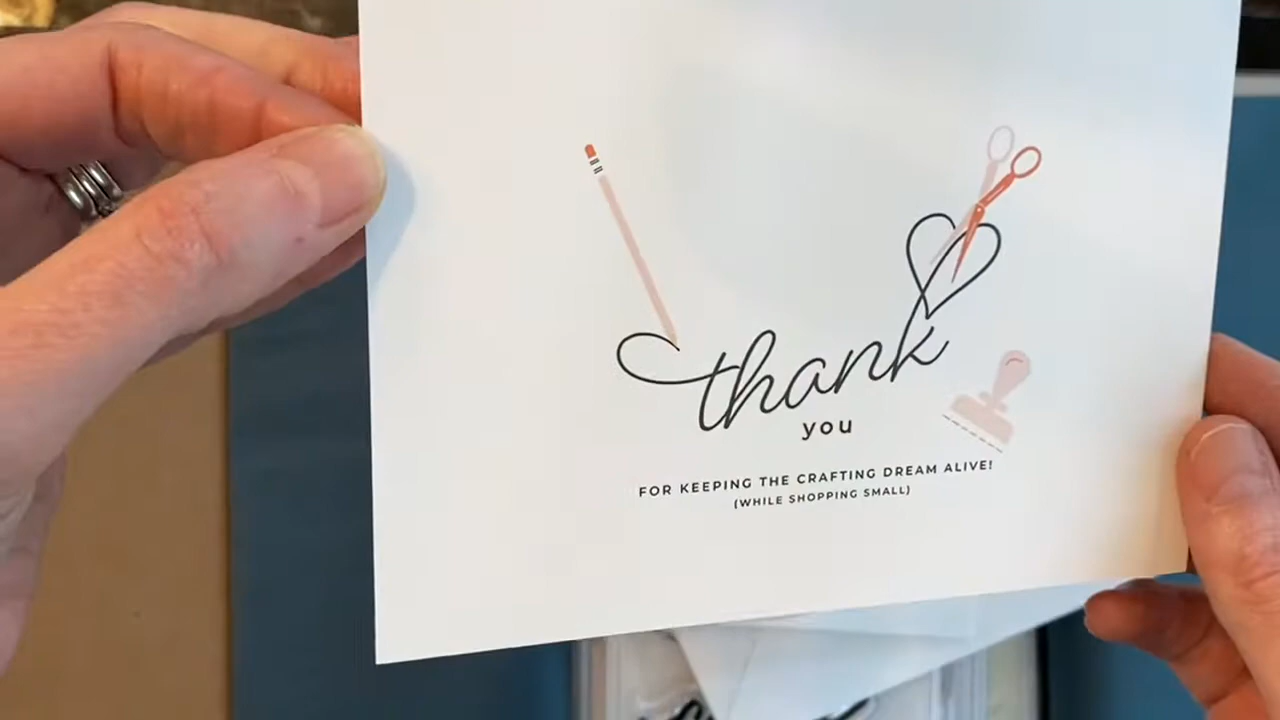 thank
you
FOR KEEPING THE CRAFTING DREAM ALIVE!
(WHILE SHOPPING SMALL)